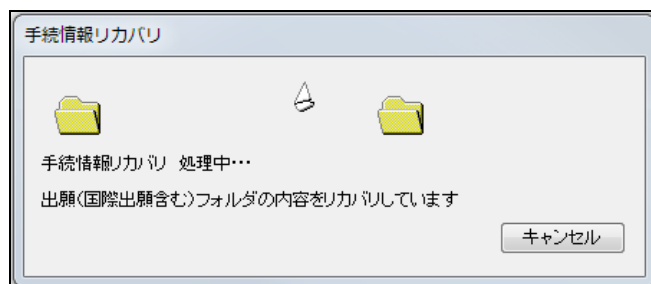 手続情報リカバリ
手続情報リカバリ 処理中･･･
出願(国際出願含む)フォルダの内容をリカバリしています
キャンセル